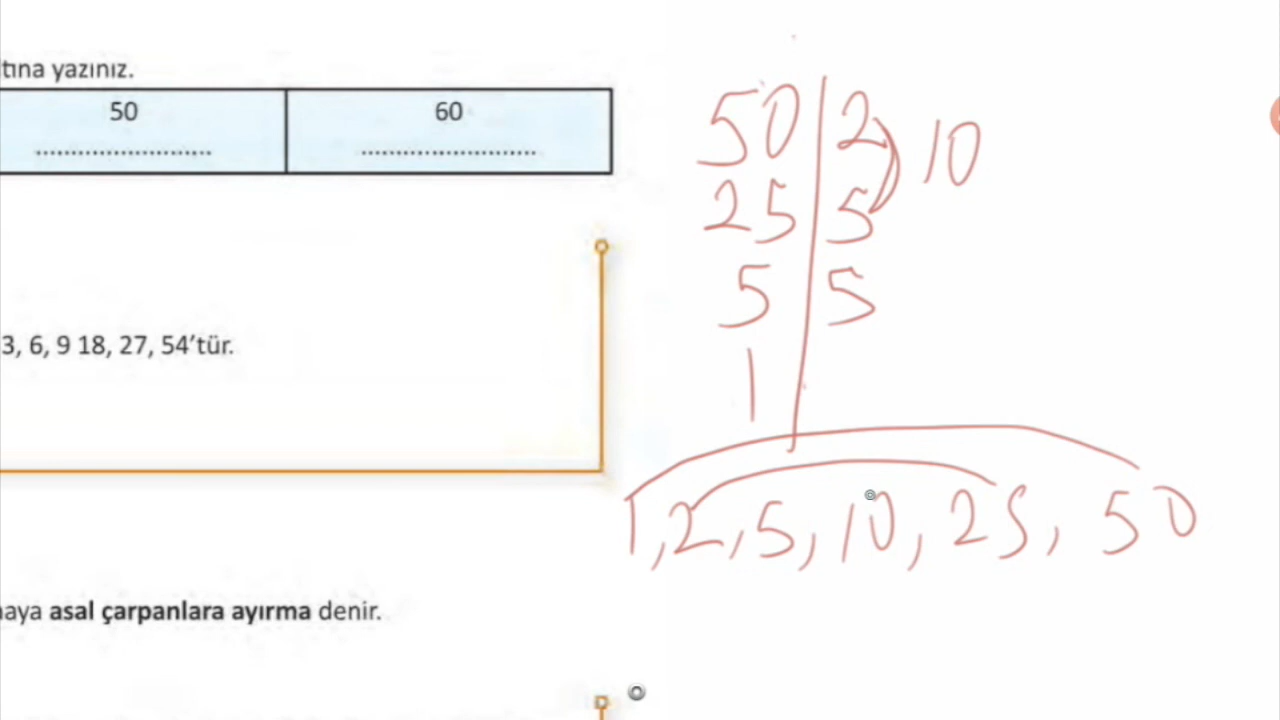 tına yazınız.
50 60
........................ ........................
3, 6, 9 18, 27, 54’tür.
naya asal çarpanlara ayırma denir.
50 2 10
25 5
5 5
1
1, 2, 5, 10, 25, 50